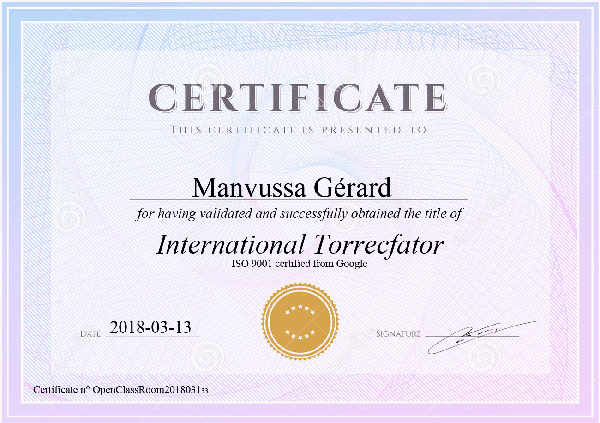 CERTIFICATE
THIS CERTIFICATE IS PRESENTED TO
Manvussa Gérard
for having validated and successfully obtained the title of
International Torrecfator
ISO 9001 certified from Google
DATE 2018-03-13
SIGNATURE
Certificate n° OpenClassRoom20180313